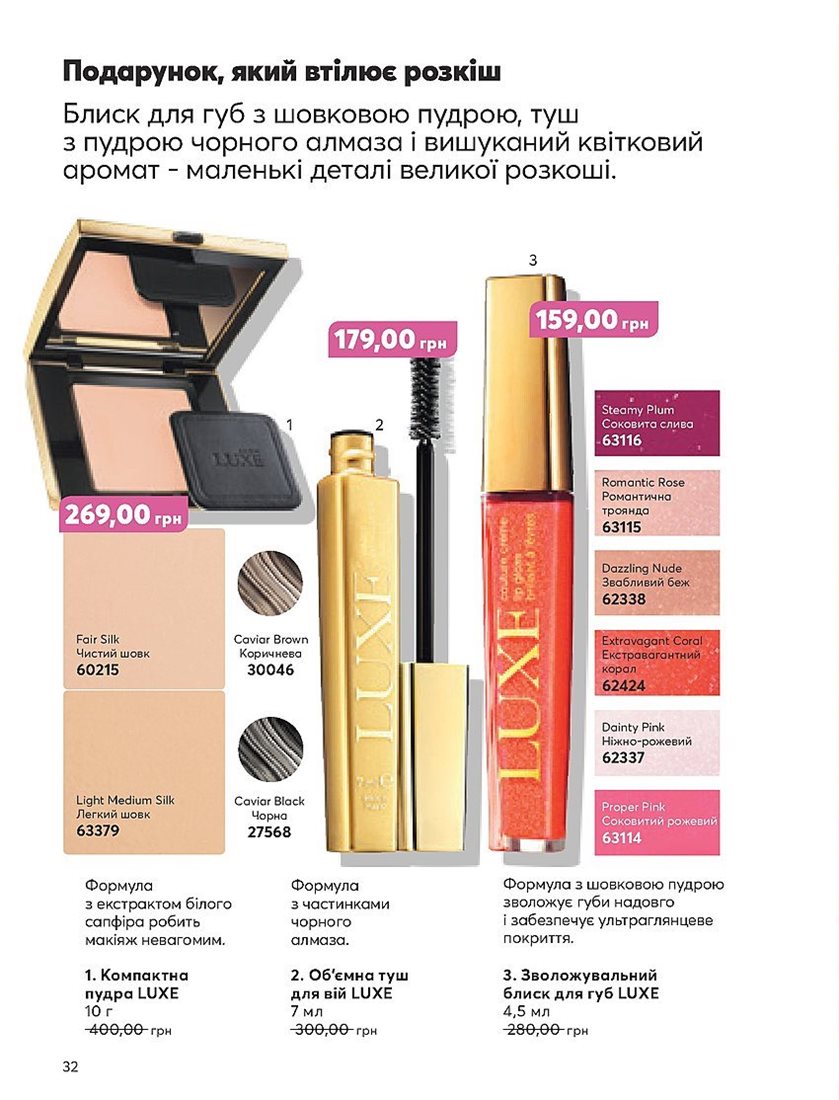 Подарунок, який втілює розкіш
Блиск для губ з шовковою пудрою, туш
з пудрою чорного алмаза і вишуканий квітковий
аромат - маленькі деталі великої розкоші.
1
LUXE
269,00 грн
Fair Silk
Чистий шовк
60215
Light Medium Silk
Легкий шовк
63379
Caviar Brown
Коричнева
30046
Caviar Black
Чорна
27568
179,00 грн
2
LUXE
7 ml e
3
159,00 грн
LUXE
couture crème
lip gloss
Steamy Plum
Соковита слива
63116
Romantic Rose
Романтична
троянда
63115
Dazzling Nude
Звабливий беж
62338
Extravagant Coral
Екстравагантний
корал
62424
Dainty Pink
Ніжно-рожевий
62337
Proper Pink
Соковитий рожевий
63114
Формула
з екстрактом білого
сапфіра робить
макіяж невагомим.
1. Компактна
пудра LUXE
10 г
400,00 грн
Формула
з частинками
чорного
алмаза.
2. Об'ємна туш
для вій LUXE
7 мл
300,00 грн
Формула з шовковою пудрою
зволожує губи надовго
і забезпечує ультраглянцеве
покриття.
3. Зволожувальний
блиск для губ LUXE
4,5 мл
280,00 грн
32